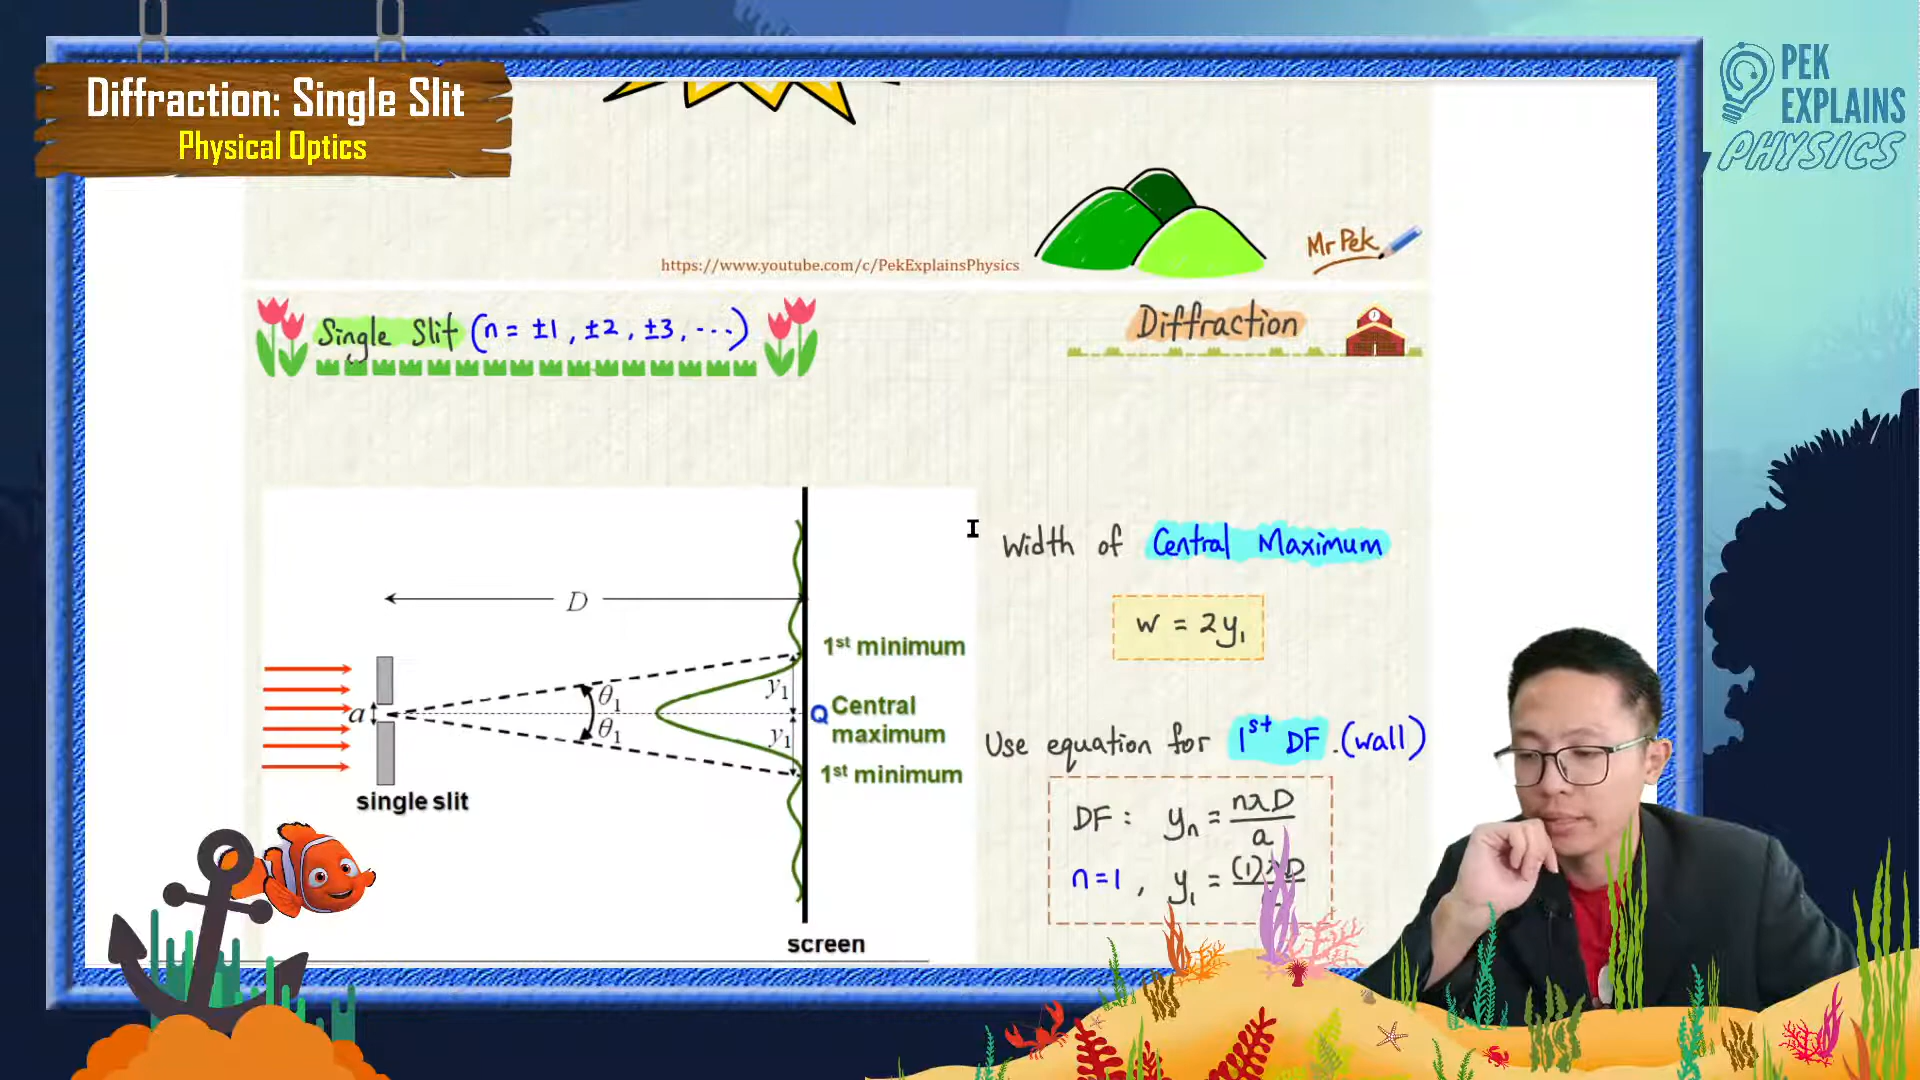 Diffraction: Single Slit
Physical Optics
PEK
EXPLAINS
PHYSICS
Mr Pek
https://www.youtube.com/c/PekExplainsPhysics
Single Slit (n = ±1, ±2, ±3, ...)
Diffraction
Width of Central Maximum
w = 2y₁
D
1st minimum
θ₁
y₁
a
Q Central
maximum
θ₁
y₁
1st minimum
single slit
screen
Use equation for 1st DF. (wall)
DF: yₙ = nλD/a
n=1, y₁ = (1)λD